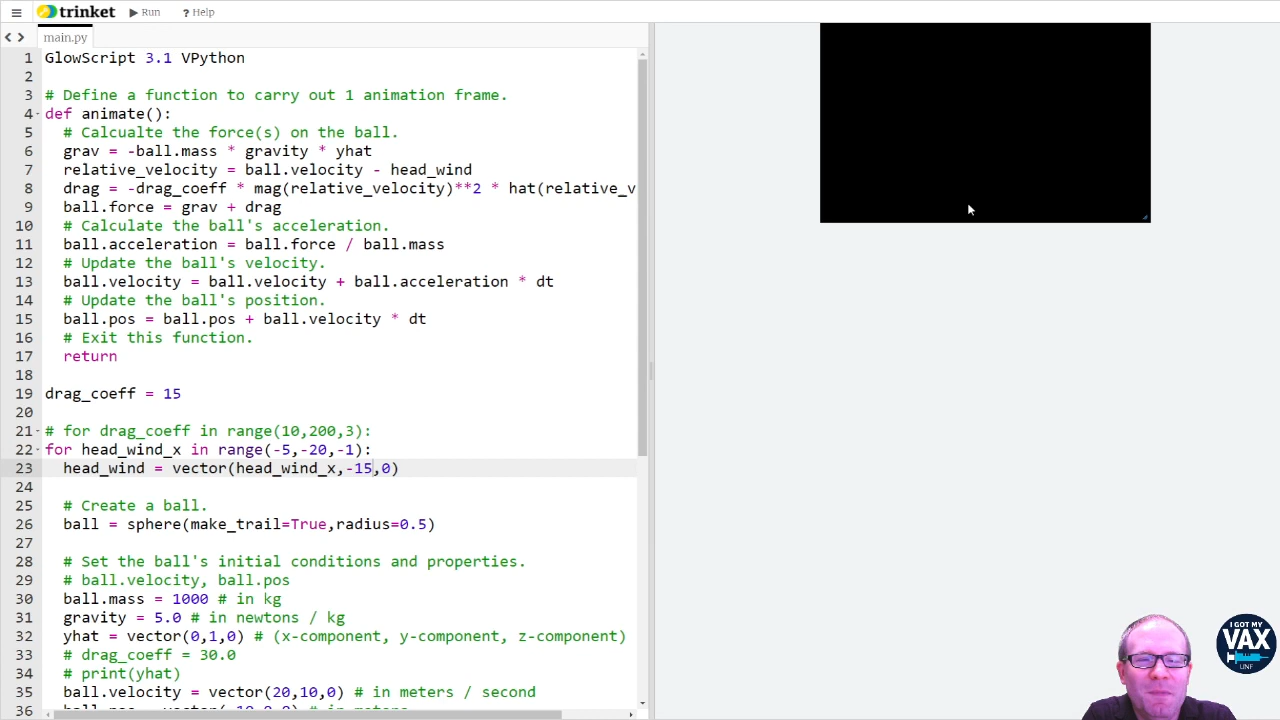 trinket Run ? Help
main.py
1 GlowScript 3.1 VPython
2
3 # Define a function to carry out 1 animation frame.
4 def animate():
5 # Calcualte the force(s) on the ball.
6 grav = -ball.mass * gravity * yhat
7 relative_velocity = ball.velocity - head_wind
8 drag = -drag_coeff * mag(relative_velocity)**2 * hat(relative_v
9 ball.force = grav + drag
10 # Calculate the ball's acceleration.
11 ball.acceleration = ball.force / ball.mass
12 # Update the ball's velocity.
13 ball.velocity = ball.velocity + ball.acceleration * dt
14 # Update the ball's position.
15 ball.pos = ball.pos + ball.velocity * dt
16 # Exit this function.
17 return
18
19 drag_coeff = 15
20
21 # for drag_coeff in range(10,200,3):
22 for head_wind_x in range(-5,-20,-1):
23 head_wind = vector(head_wind_x,-15,0)
24
25 # Create a ball.
26 ball = sphere(make_trail=True,radius=0.5)
27
28 # Set the ball's initial conditions and properties.
29 # ball.velocity, ball.pos
30 ball.mass = 1000 # in kg
31 gravity = 5.0 # in newtons / kg
32 yhat = vector(0,1,0) # (x-component, y-component, z-component)
33 # drag_coeff = 30.0
34 # print(yhat)
35 ball.velocity = vector(20,10,0) # in meters / second
36
I GOT MY
VAX
UNF